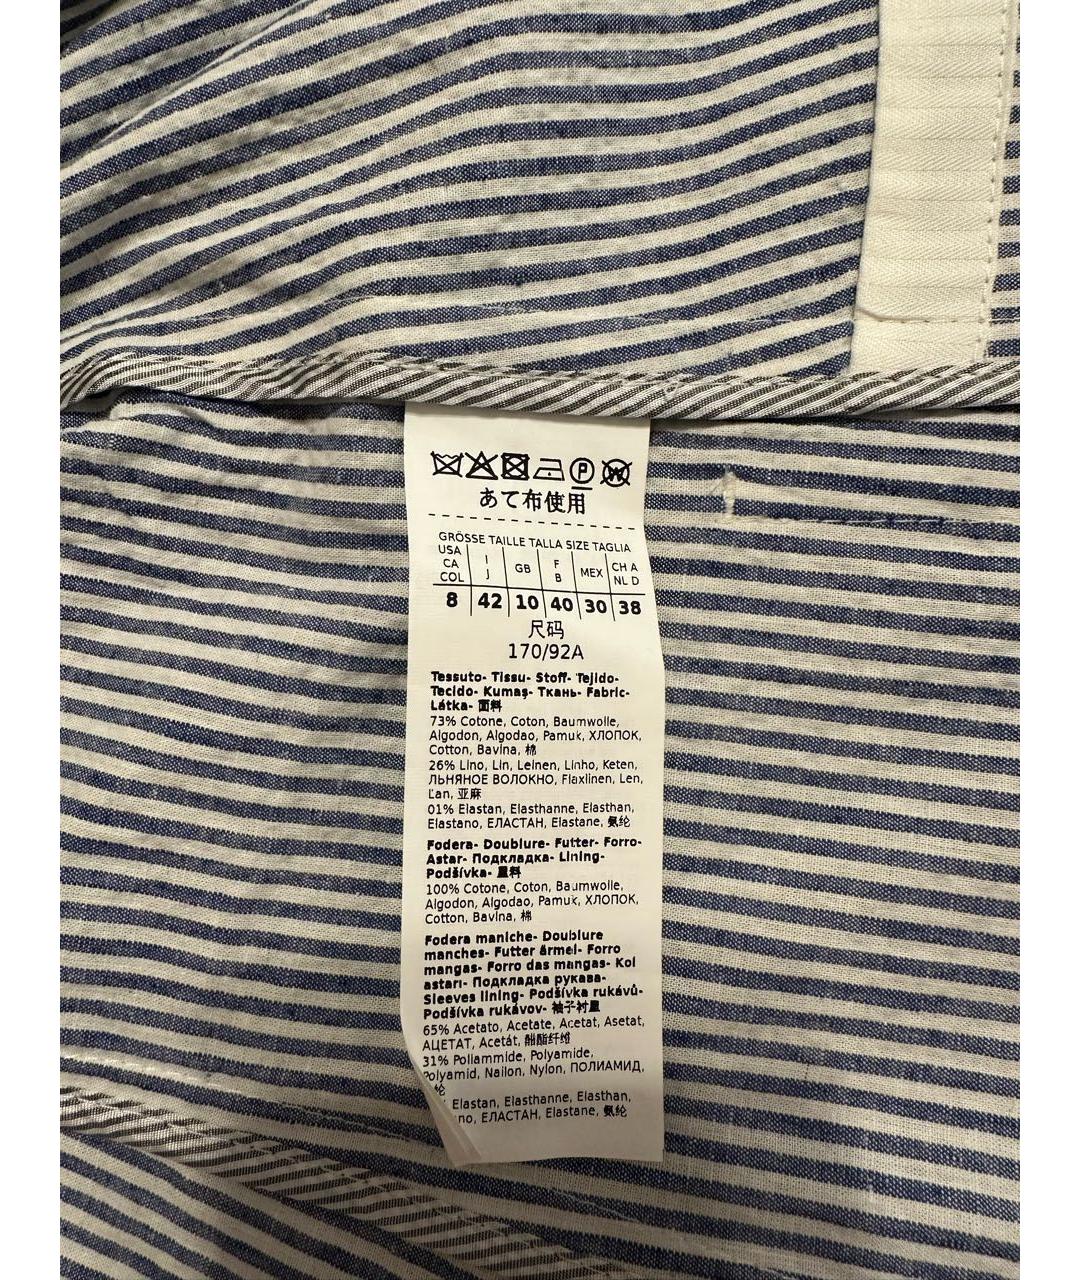 あて布使用
GRÖSSE TAILLE TALLA SIZE TAGLIA
USA CA COL | I J | GB | F B | MEX | CH A NL D
8 | 42 | 10 | 40 | 30 | 38
尺码
170/92A
Tessuto- Tissu- Stoff- Tejido-
Tecido- Kumaş- Ткань- Fabric-
Látka- 面料
73% Cotone, Coton, Baumwolle,
Algodon, Algodao, Pamuk, ХЛОПОК,
Cotton, Bavlna, 棉
26% Lino, Lin, Leinen, Linho, Keten,
ЛЬНЯНОЕ ВОЛОКНО, Flaxlinen, Len,
Ľan, 亚麻
01% Elastan, Elasthanne, Elasthan,
Elastano, ЕЛАСТАН, Elastane, 氨纶
Fodera- Doublure- Futter- Forro-
Astar- Подкладка- Lining-
Podšívka- 里料
100% Cotone, Coton, Baumwolle,
Algodon, Algodao, Pamuk, ХЛОПОК,
Cotton, Bavlna, 棉
Fodera maniche- Doublure
manches- Futter ärmel- Forro
mangas- Forro das mangas- Kol
astarı- Подкладка рукава-
Sleeves lining- Podšívka rukávů-
Podšívka rukávov- 袖子衬里
65% Acetato, Acetate, Acetat, Asetat,
АЦЕТАТ, Acetát, 醋酯纤维
31% Poliammide, Polyamide,
Polyamid, Nailon, Nylon, ПОЛИАМИД,
纶
Elastan, Elasthanne, Elasthan,
no, ЕЛАСТАН, Elastane, 氨纶